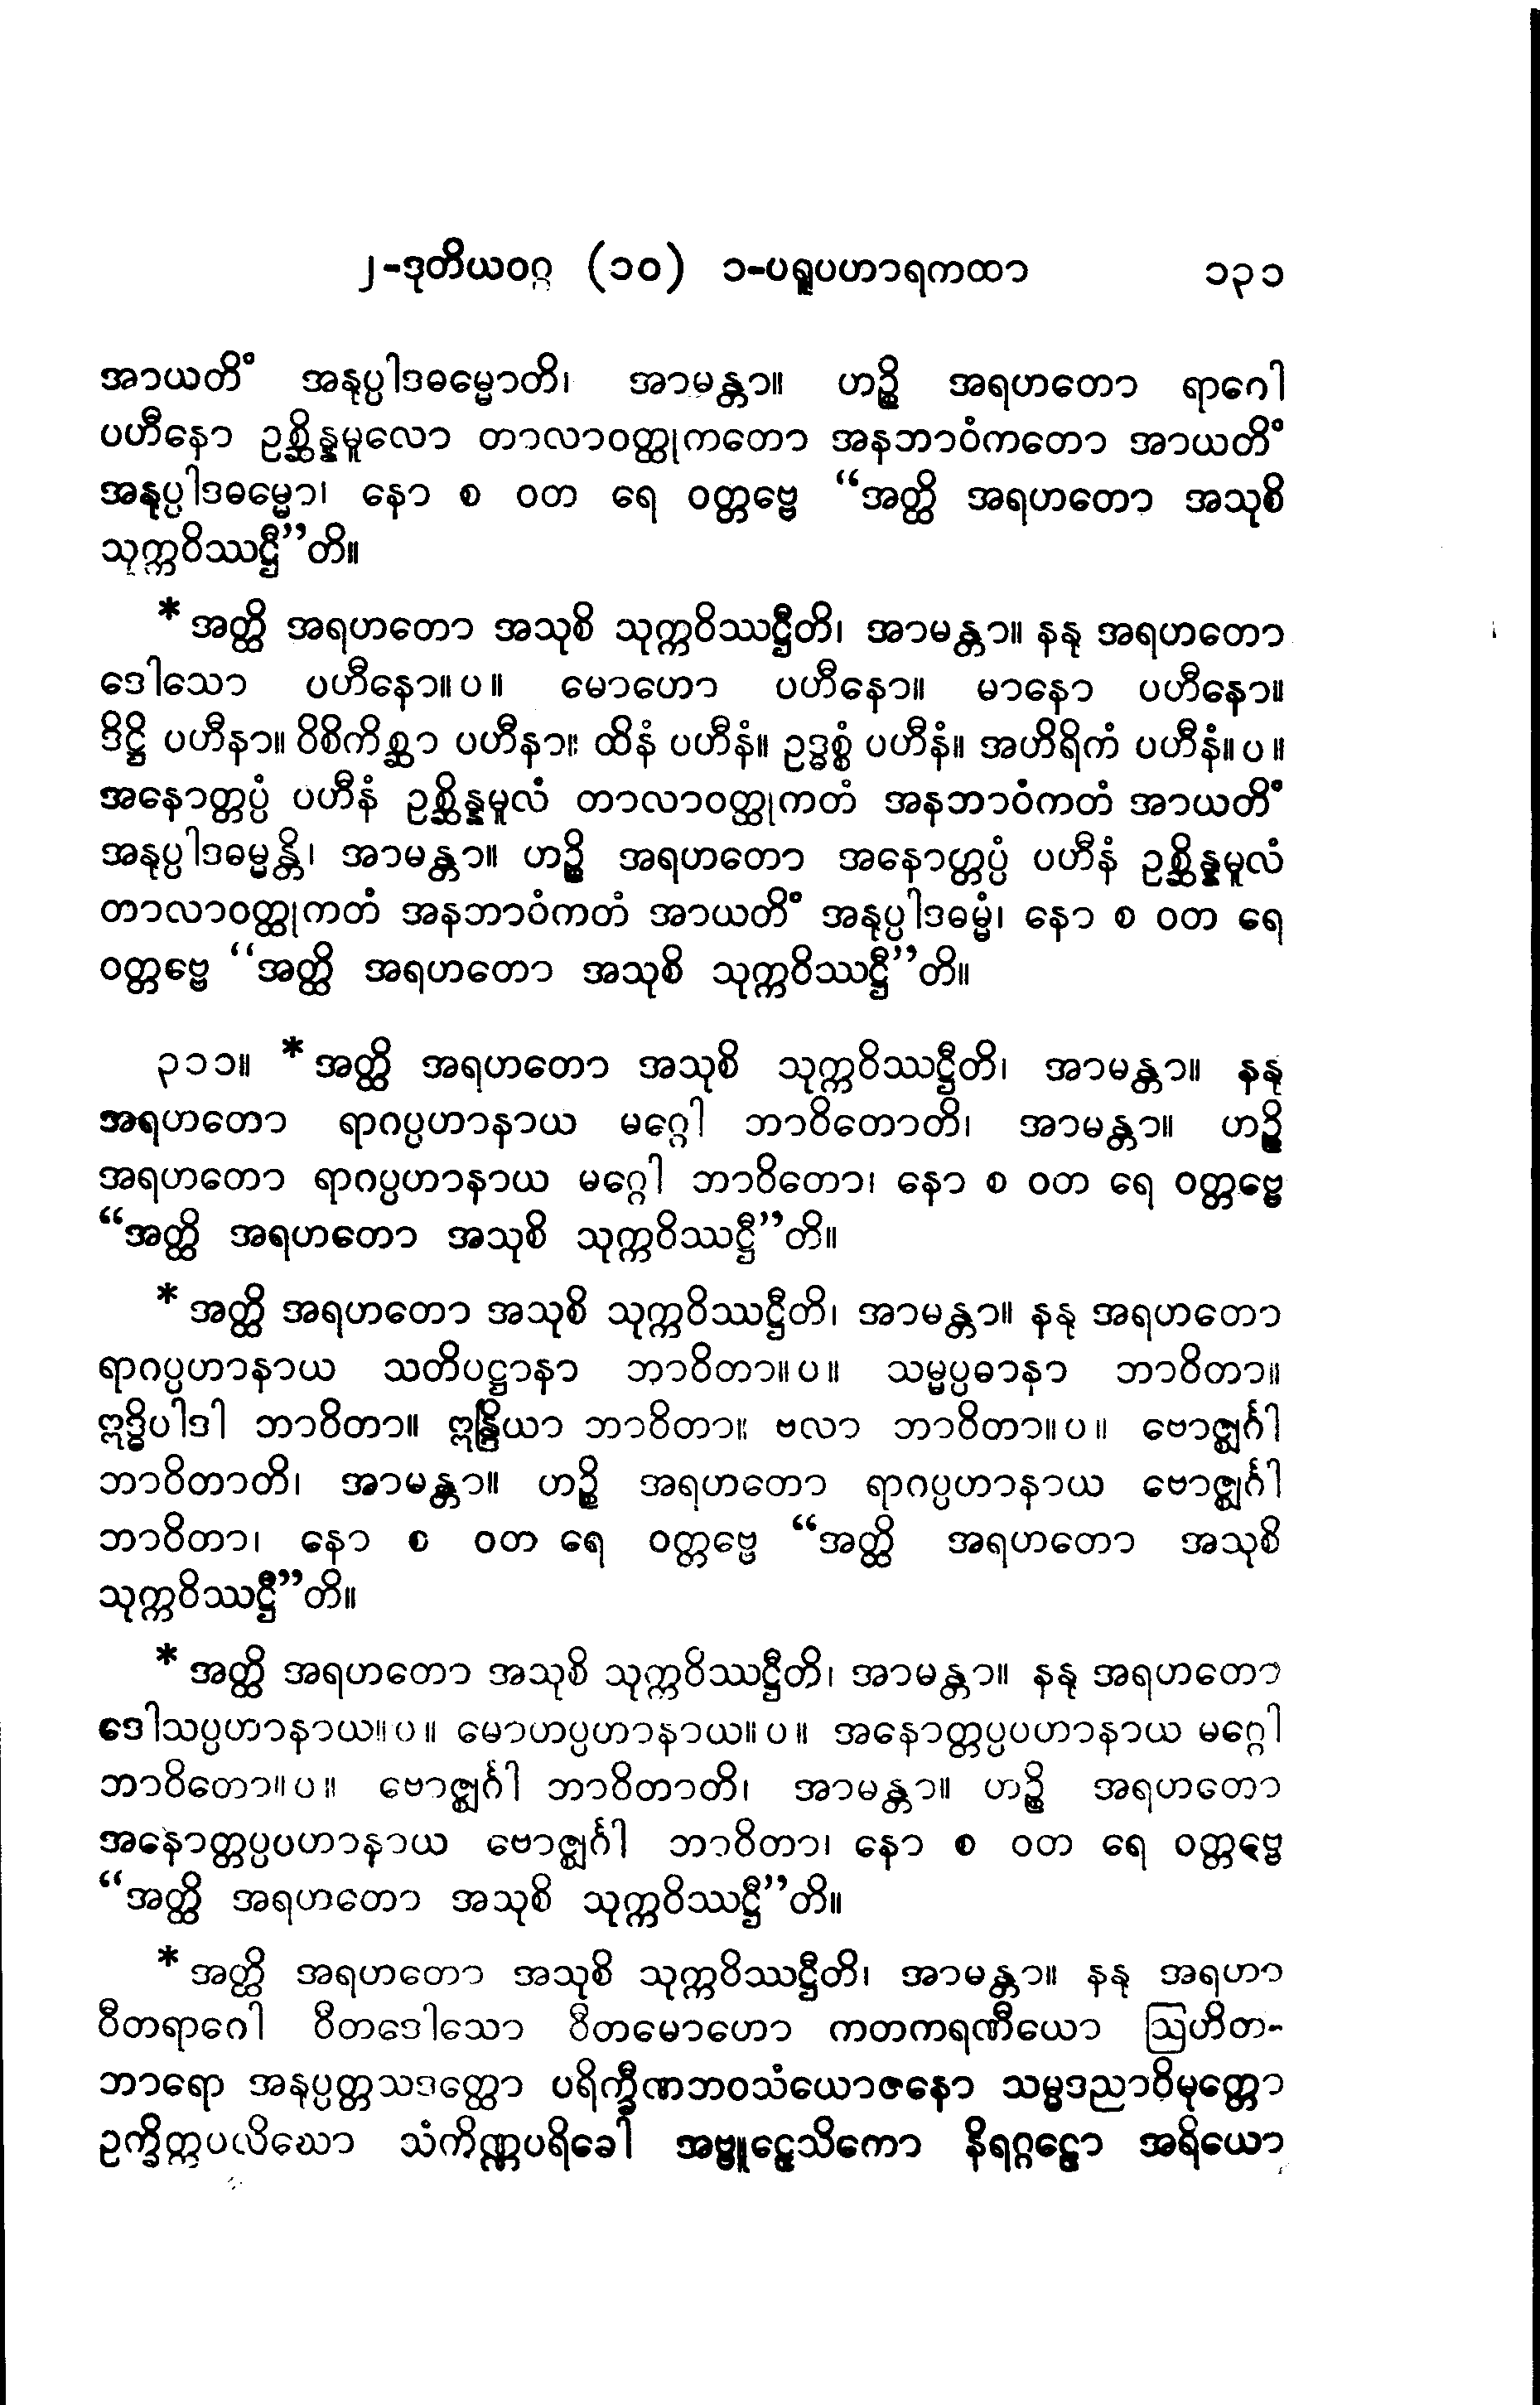 ၂-ဒုတိယဝဂ္ဂ (၁၀) ၁-ပရူပဟာရကထာ ၁၃၁
အာယတိံ အနုပ္ပါဒဓမ္မောတိ၊ အာမန္တာ။ ဟဉ္စိ အရဟတော ရာဂေါ
ပဟီနော ဥစ္ဆိန္နမူလော တာလာဝတ္ထုကတော အနဘာဝံကတော အာယတိံ
အနုပ္ပါဒဓမ္မော၊ နော စ ဝတ ရေ ဝတ္တဗ္ဗေ “အတ္ထိ အရဟတော အသုစိ
သုက္ကဝိဿဋ္ဌီ”တိ။
* အတ္ထိ အရဟတော အသုစိ သုက္ကဝိဿဋ္ဌီတိ၊ အာမန္တာ။ နနု အရဟတော
ဒေါသော ပဟီနော။ပ။ မောဟော ပဟီနော။ မာနော ပဟီနော။
ဒိဋ္ဌိ ပဟီနာ။ ဝိစိကိစ္ဆာ ပဟီနာ။ ထိနံ ပဟီနံ။ ဥဒ္ဓစ္စံ ပဟီနံ။ အဟိရိကံ ပဟီနံ။ပ။
အနောတ္တပ္ပံ ပဟီနံ ဥစ္ဆိန္နမူလံ တာလာဝတ္ထုကတံ အနဘာဝံကတံ အာယတိံ
အနုပ္ပါဒဓမ္မန္တိ၊ အာမန္တာ။ ဟဉ္စိ အရဟတော အနောတ္တပ္ပံ ပဟီနံ ဥစ္ဆိန္နမူလံ
တာလာဝတ္ထုကတံ အနဘာဝံကတံ အာယတိံ အနုပ္ပါဒဓမ္မံ၊ နော စ ဝတ ရေ
ဝတ္တဗ္ဗေ “အတ္ထိ အရဟတော အသုစိ သုက္ကဝိဿဋ္ဌီ”တိ။
၃၁၁။ * အတ္ထိ အရဟတော အသုစိ သုက္ကဝိဿဋ္ဌီတိ၊ အာမန္တာ။ နနု
အရဟတော ရာဂပ္ပဟာနာယ မဂ္ဂေါ ဘာဝိတောတိ၊ အာမန္တာ။ ဟဉ္စိ
အရဟတော ရာဂပ္ပဟာနာယ မဂ္ဂေါ ဘာဝိတော၊ နော စ ဝတ ရေ ဝတ္တဗ္ဗေ
“အတ္ထိ အရဟတော အသုစိ သုက္ကဝိဿဋ္ဌီ”တိ။
* အတ္ထိ အရဟတော အသုစိ သုက္ကဝိဿဋ္ဌီတိ၊ အာမန္တာ။ နနု အရဟတော
ရာဂပ္ပဟာနာယ သတိပဋ္ဌာနာ ဘာဝိတာ။ပ။ သမ္မပ္ပဓာနာ ဘာဝိတာ။
ဣဒ္ဓိပါဒါ ဘာဝိတာ။ ဣန္ဒြိယာ ဘာဝိတာ။ ဗလာ ဘာဝိတာ။ပ။ ဗောဇ္ဈင်္ဂါ
ဘာဝိတာတိ၊ အာမန္တာ။ ဟဉ္စိ အရဟတော ရာဂပ္ပဟာနာယ ဗောဇ္ဈင်္ဂါ
ဘာဝိတာ၊ နော စ ဝတ ရေ ဝတ္တဗ္ဗေ “အတ္ထိ အရဟတော အသုစိ
သုက္ကဝိဿဋ္ဌီ”တိ။
* အတ္ထိ အရဟတော အသုစိ သုက္ကဝိဿဋ္ဌီတိ၊ အာမန္တာ။ နနု အရဟတော
ဒေါသပ္ပဟာနာယ။ပ။ မောဟပ္ပဟာနာယ။ပ။ အနောတ္တပ္ပပဟာနာယ မဂ္ဂေါ
ဘာဝိတော။ပ။ ဗောဇ္ဈင်္ဂါ ဘာဝိတာတိ၊ အာမန္တာ။ ဟဉ္စိ အရဟတော
အနောတ္တပ္ပပဟာနာယ ဗောဇ္ဈင်္ဂါ ဘာဝိတာ၊ နော စ ဝတ ရေ ဝတ္တဗ္ဗေ
“အတ္ထိ အရဟတော အသုစိ သုက္ကဝိဿဋ္ဌီ”တိ။
* အတ္ထိ အရဟတော အသုစိ သုက္ကဝိဿဋ္ဌီတိ၊ အာမန္တာ။ နနု အရဟာ
ဝီတရာဂေါ ဝီတဒေါသော ဝီတမောဟော ကတကရဏီယော ဩဟိတ-
ဘာရော အနုပ္ပတ္တသဒတ္ထော ပရိက္ခီဏဘဝသံယောဇနော သမ္မဒညာဝိမုတ္တော
ဥက္ခိတ္တပလိဃော သံကိဏ္ဏပရိခေါ အဗ္ဗူဠှေသိကော နိရဂ္ဂဠော အရိယော